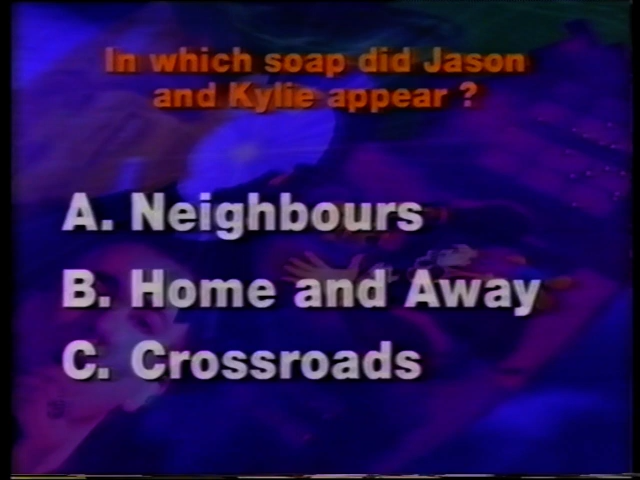 In which soap did Jason
and Kylie appear ?
A. Neighbours
B. Home and Away
C. Crossroads